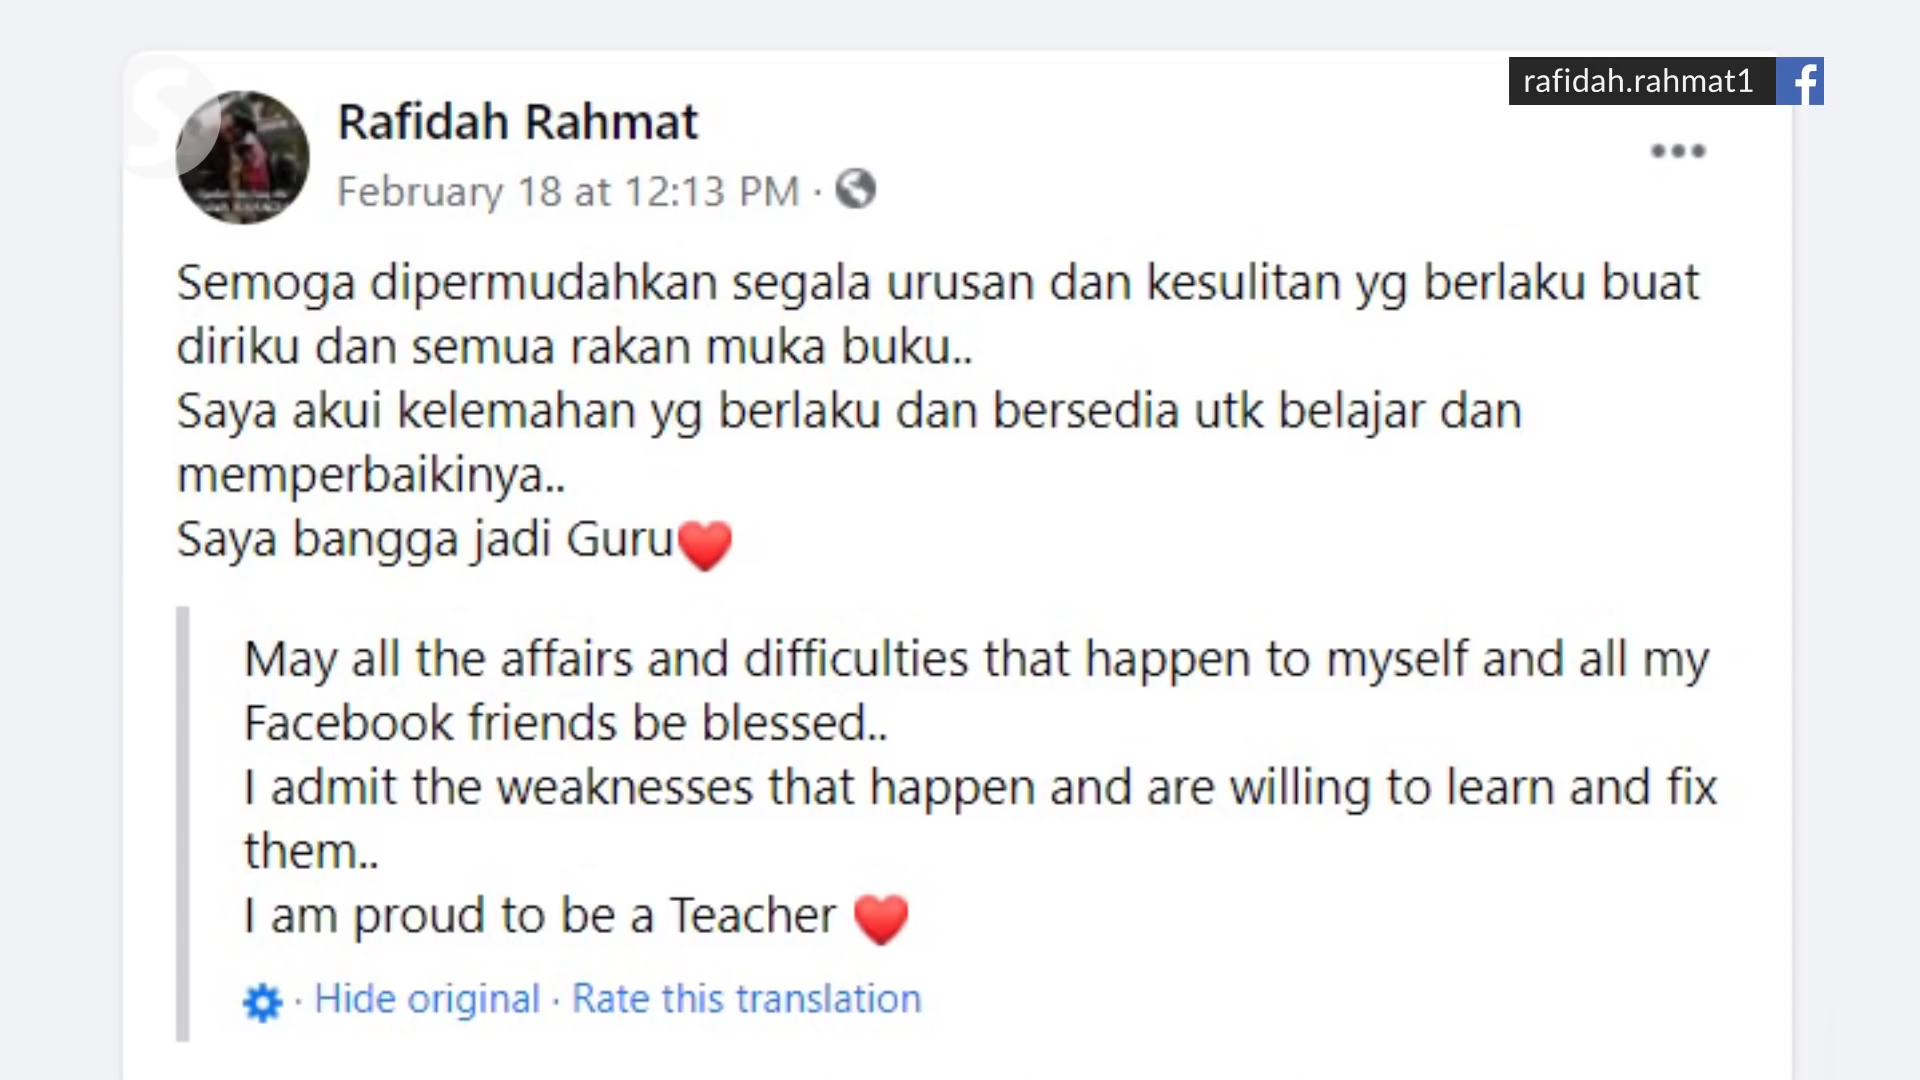 rafidah.rahmat1
Rafidah Rahmat
February 18 at 12:13 PM ·
Semoga dipermudahkan segala urusan dan kesulitan yg berlaku buat
diriku dan semua rakan muka buku..
Saya akui kelemahan yg berlaku dan bersedia utk belajar dan
memperbaikinya..
Saya bangga jadi Guru❤️
May all the affairs and difficulties that happen to myself and all my
Facebook friends be blessed..
I admit the weaknesses that happen and are willing to learn and fix
them..
I am proud to be a Teacher ❤️
· Hide original · Rate this translation